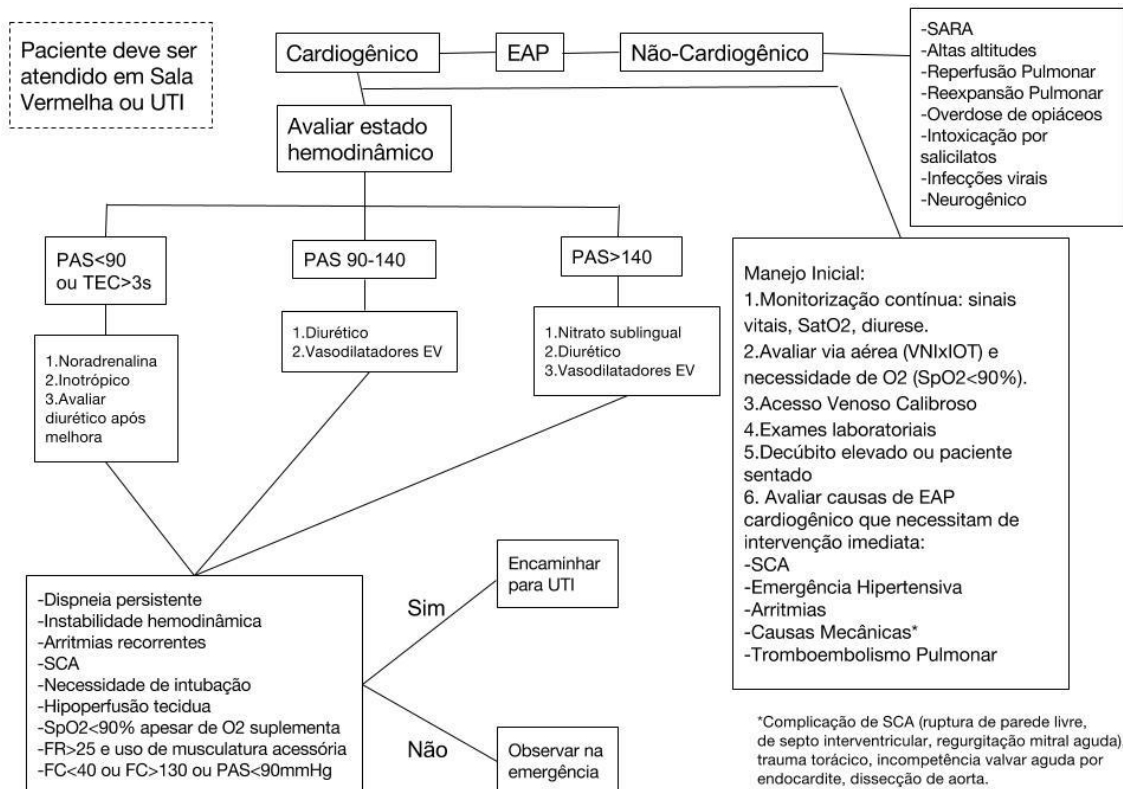 Paciente deve ser
atendido em Sala
Vermelha ou UTI
Cardiogênico
EAP
Não-Cardiogênico
-SARA
-Altas altitudes
-Reperfusão Pulmonar
-Reexpansão Pulmonar
-Overdose de opiáceos
-Intoxicação por
salicilatos
-Infecções virais
-Neurogênico
Avaliar estado
hemodinâmico
PAS<90
ou TEC>3s
PAS 90-140
PAS>140
1.Noradrenalina
2.Inotrópico
3.Avaliar
diurético após
melhora
1.Diurético
2.Vasodilatadores EV
1.Nitrato sublingual
2.Diurético
3.Vasodilatadores EV
Manejo Inicial:
1.Monitorização contínua: sinais
vitais, SatO2, diurese.
2.Avaliar via aérea (VNIxIOT) e
necessidade de O2 (SpO2<90%).
3.Acesso Venoso Calibroso
4.Exames laboratoriais
5.Decúbito elevado ou paciente
sentado
6. Avaliar causas de EAP
cardiogênico que necessitam de
intervenção imediata:
-SCA
-Emergência Hipertensiva
-Arritmias
-Causas Mecânicas*
-Tromboembolismo Pulmonar
-Dispneia persistente
-Instabilidade hemodinâmica
-Arritmias recorrentes
-SCA
-Necessidade de intubação
-Hipoperfusão tecidua
-SpO2<90% apesar de O2 suplementa
-FR>25 e uso de musculatura acessória
-FC<40 ou FC>130 ou PAS<90mmHg
Sim
Encaminhar
para UTI
Não
Observar na
emergência
*Complicação de SCA (ruptura de parede livre,
de septo interventricular, regurgitação mitral aguda),
trauma torácico, incompetência valvar aguda por
endocardite, dissecção de aorta.